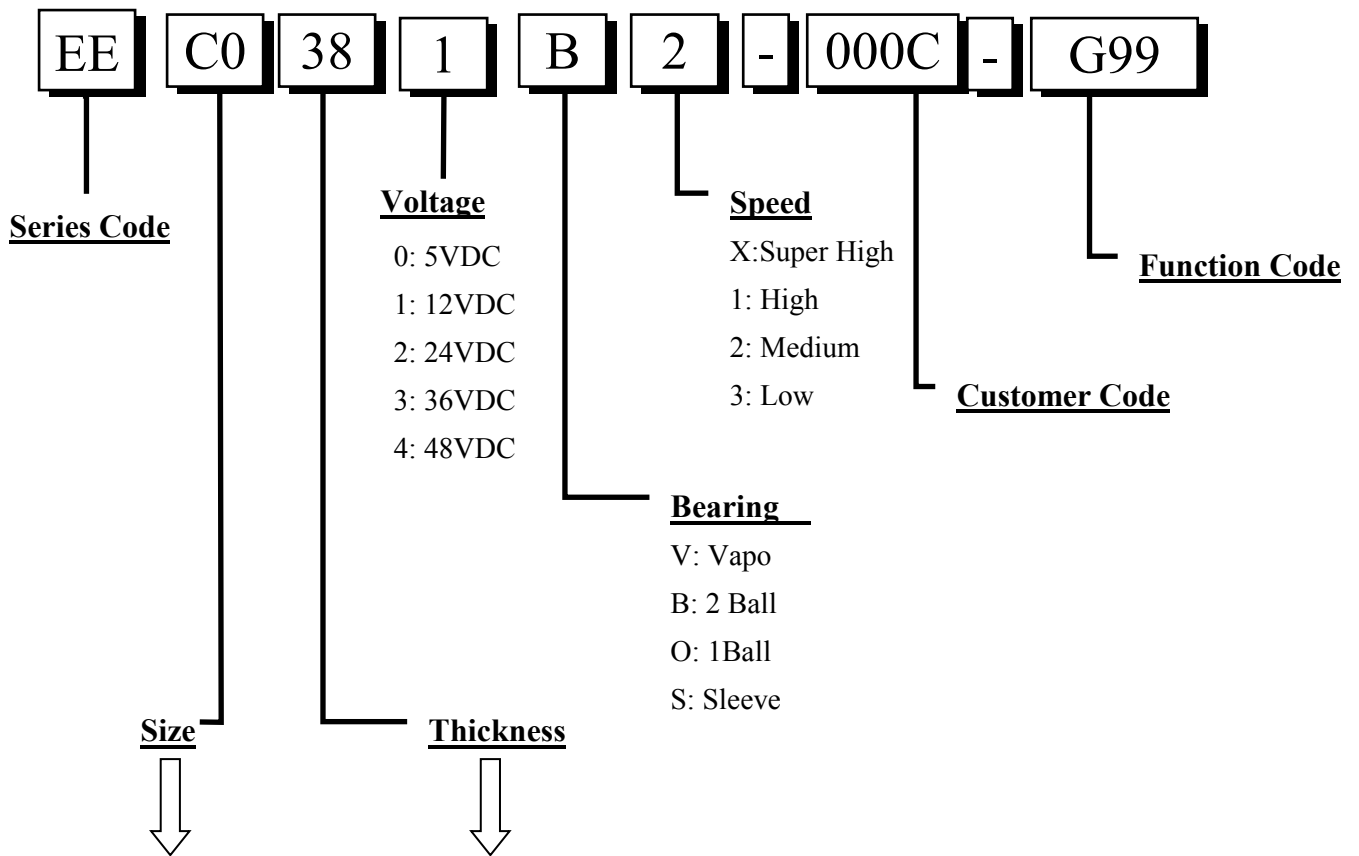 EE C0 38 1 B 2 - 000C - G99
Series Code
Voltage
0: 5VDC
1: 12VDC
2: 24VDC
3: 36VDC
4: 48VDC
Speed
X:Super High
1: High
2: Medium
3: Low
Function Code
Customer Code
Bearing
V: Vapo
B: 2 Ball
O: 1Ball
S: Sleeve
Size
Thickness